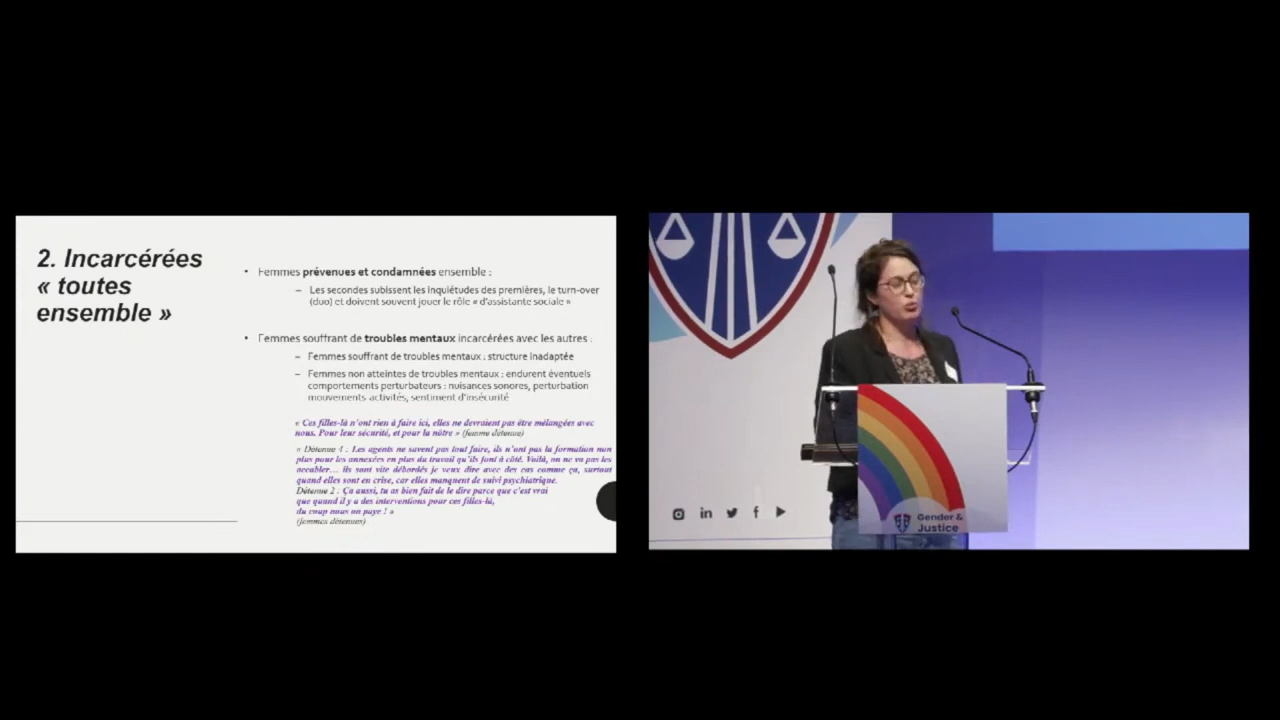 2. Incarcérées
« toutes
ensemble »
• Femmes prévenues et condamnées ensemble :
– Les secondes subissent les inquiétudes des premières, le turn-over
(duo) et doivent souvent jouer le rôle « d'assistante sociale »
• Femmes souffrant de troubles mentaux incarcérées avec les autres :
– Femmes souffrant de troubles mentaux : structure inadaptée
– Femmes non atteintes de troubles mentaux : endurent éventuels
comportements perturbateurs : nuisances sonores, perturbation
mouvements-activités, sentiment d'insécurité
« Ces filles-là n'ont rien à faire ici, elles ne devraient pas être mélangées avec
nous. Pour leur sécurité, et pour la nôtre » (femme détenue)
« Détenue 4 : Les agents ne savent pas tout faire, ils n'ont pas la formation non
plus pour les annexées en plus du travail qu'ils font à côté. Voilà, on ne va pas les
accabler… ils sont vite débordés je veux dire avec des cas comme ça, surtout
quand elles sont en crise, car elles manquent de suivi psychiatrique.
Détenue 2 : Ça aussi, tu as bien fait de le dire parce que c'est vrai
que quand il y a des interventions pour ces filles-là,
du coup nous on paye ! »
(femmes détenues)
Gender &
Justice